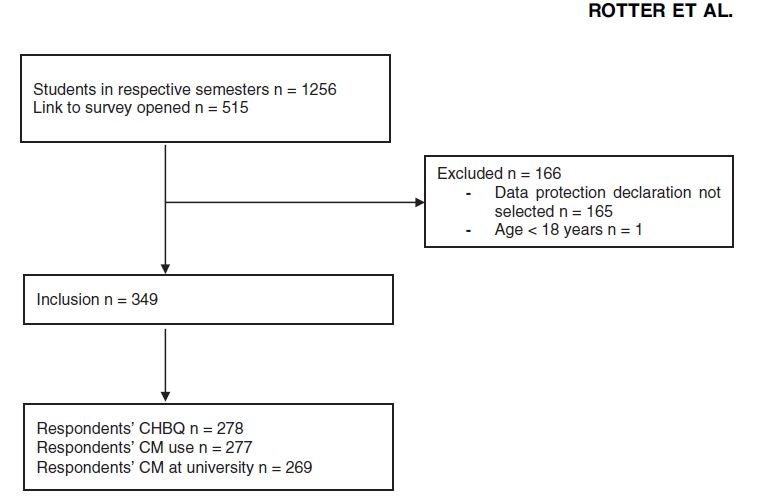 ROTTER ET AL.
Students in respective semesters n = 1256
Link to survey opened n = 515
Excluded n = 166
- Data protection declaration not
selected n = 165
- Age < 18 years n = 1
Inclusion n = 349
Respondents’ CHBQ n = 278
Respondents’ CM use n = 277
Respondents’ CM at university n = 269